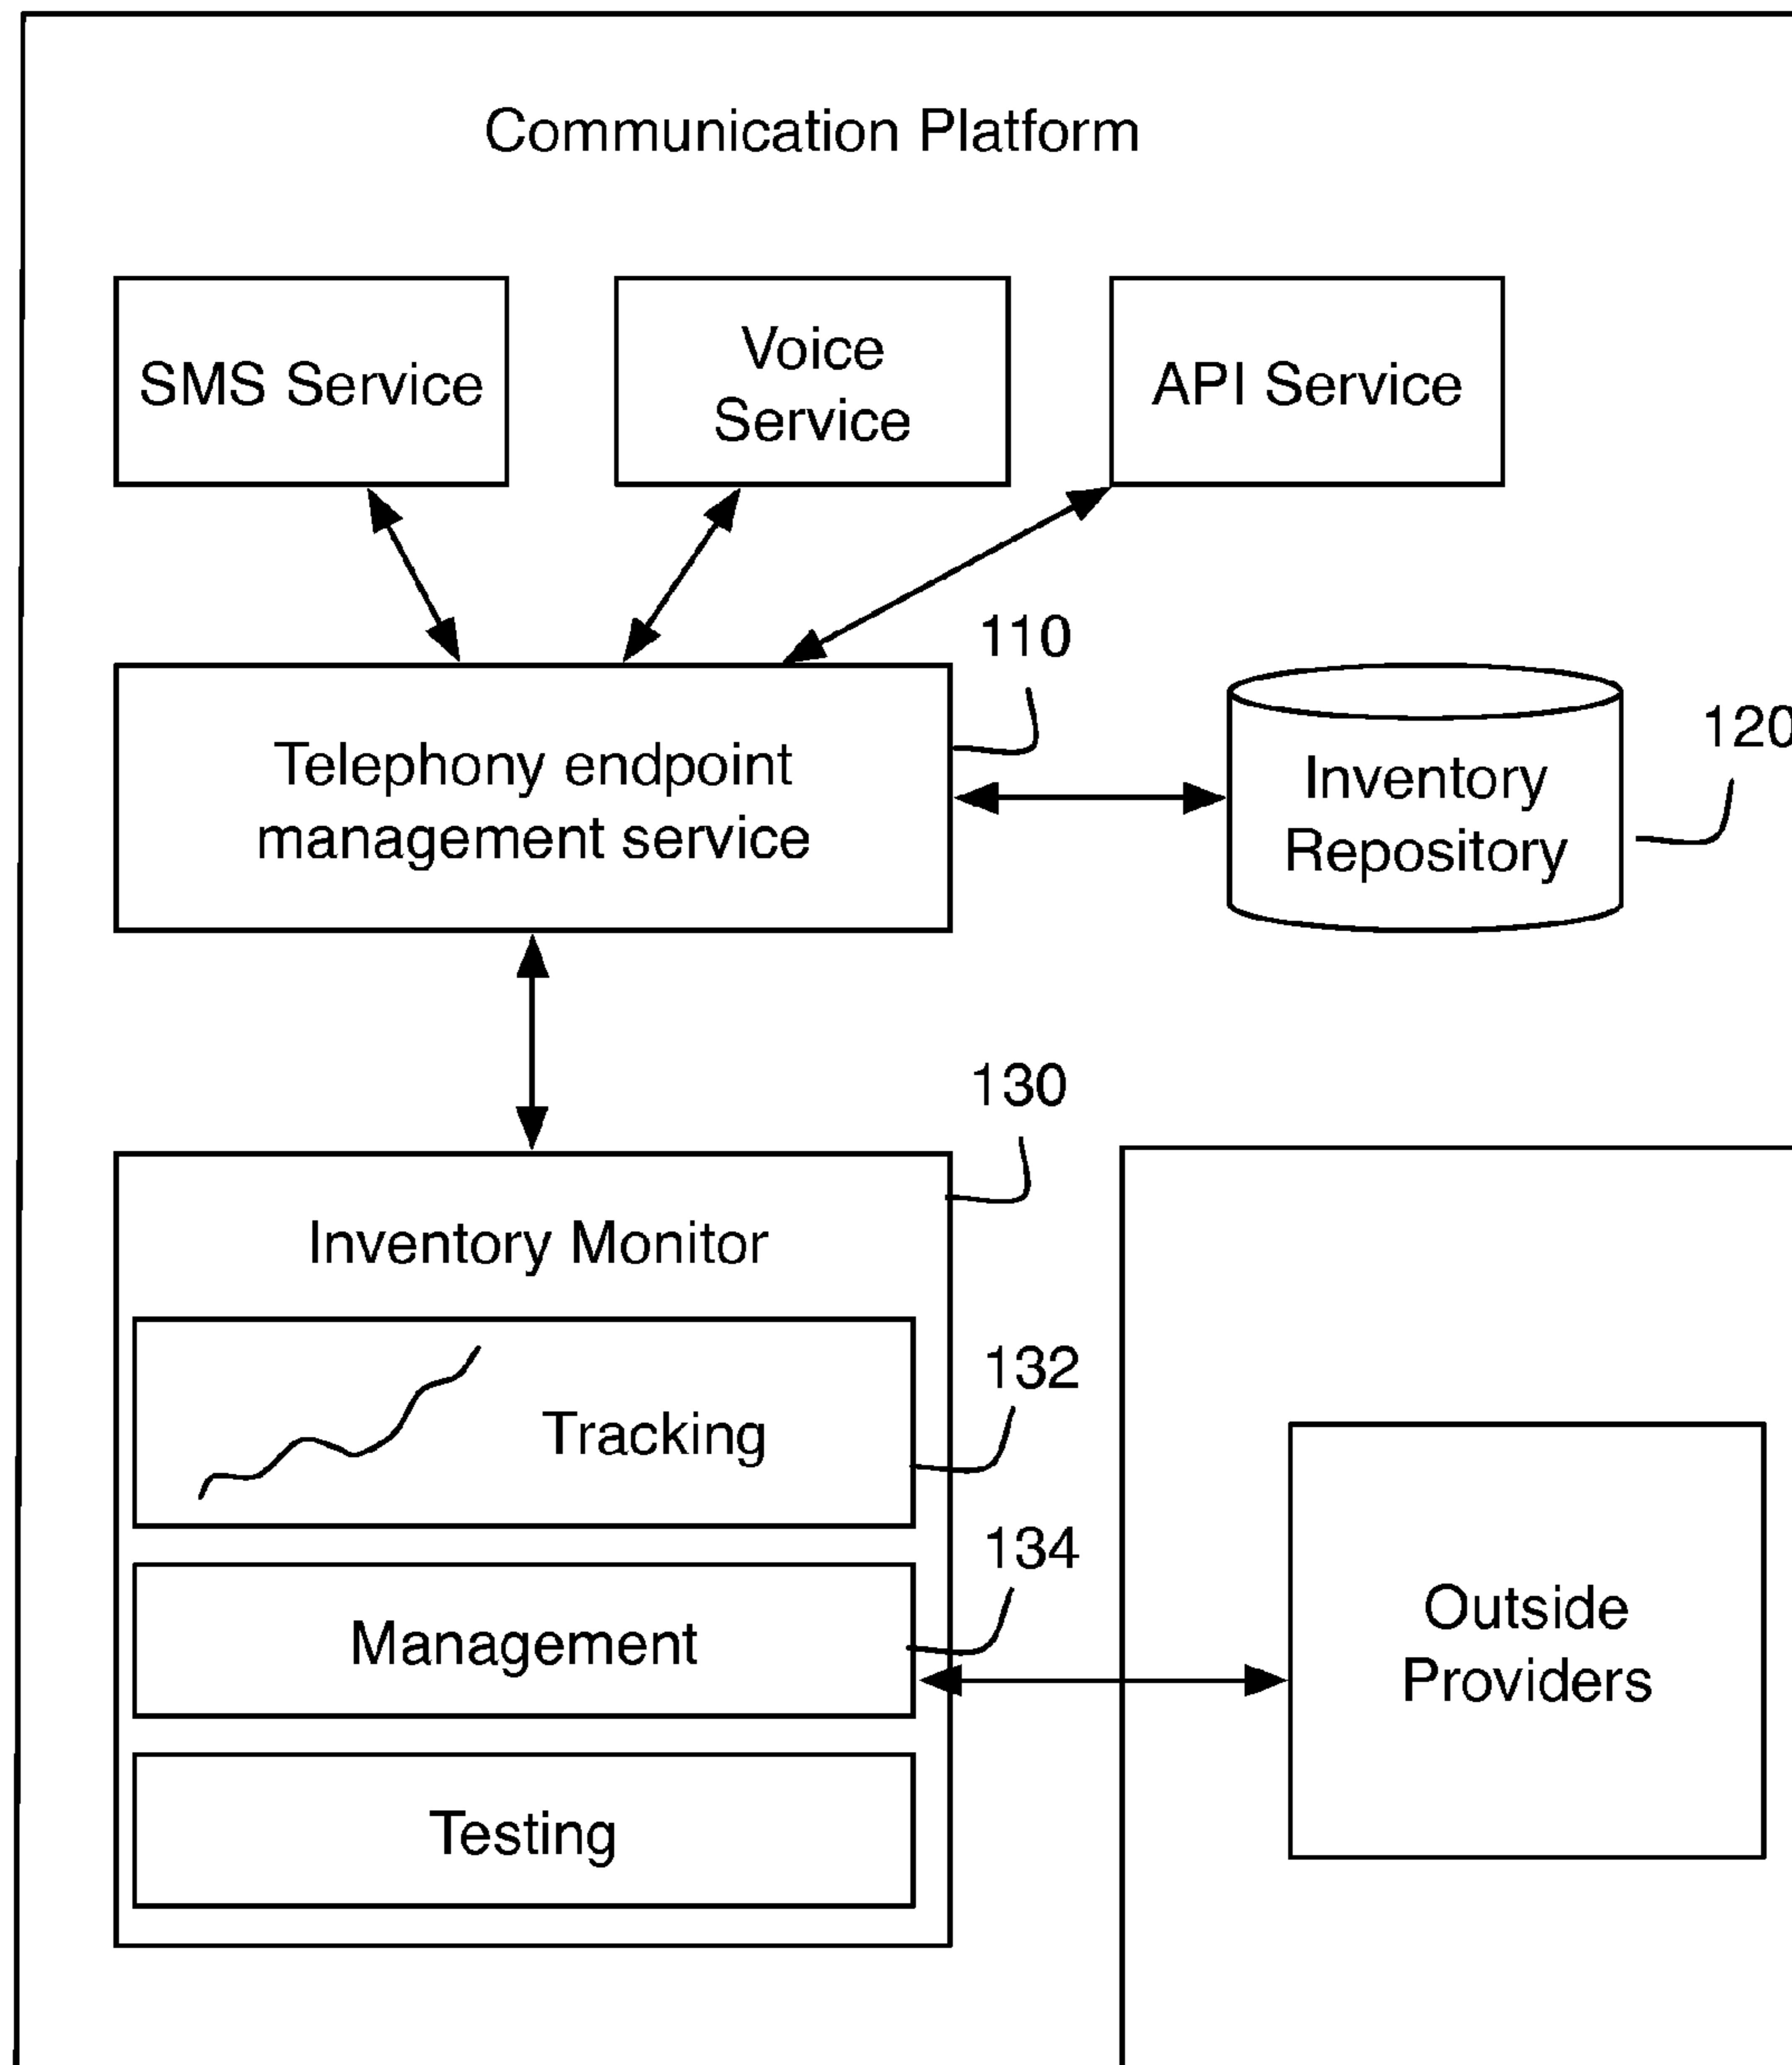 Communication Platform
SMS Service
Voice
Service
API Service
110
Telephony endpoint
management service
Inventory
Repository
120
130
Inventory Monitor
132
Tracking
134
Management
Outside
Providers
Testing